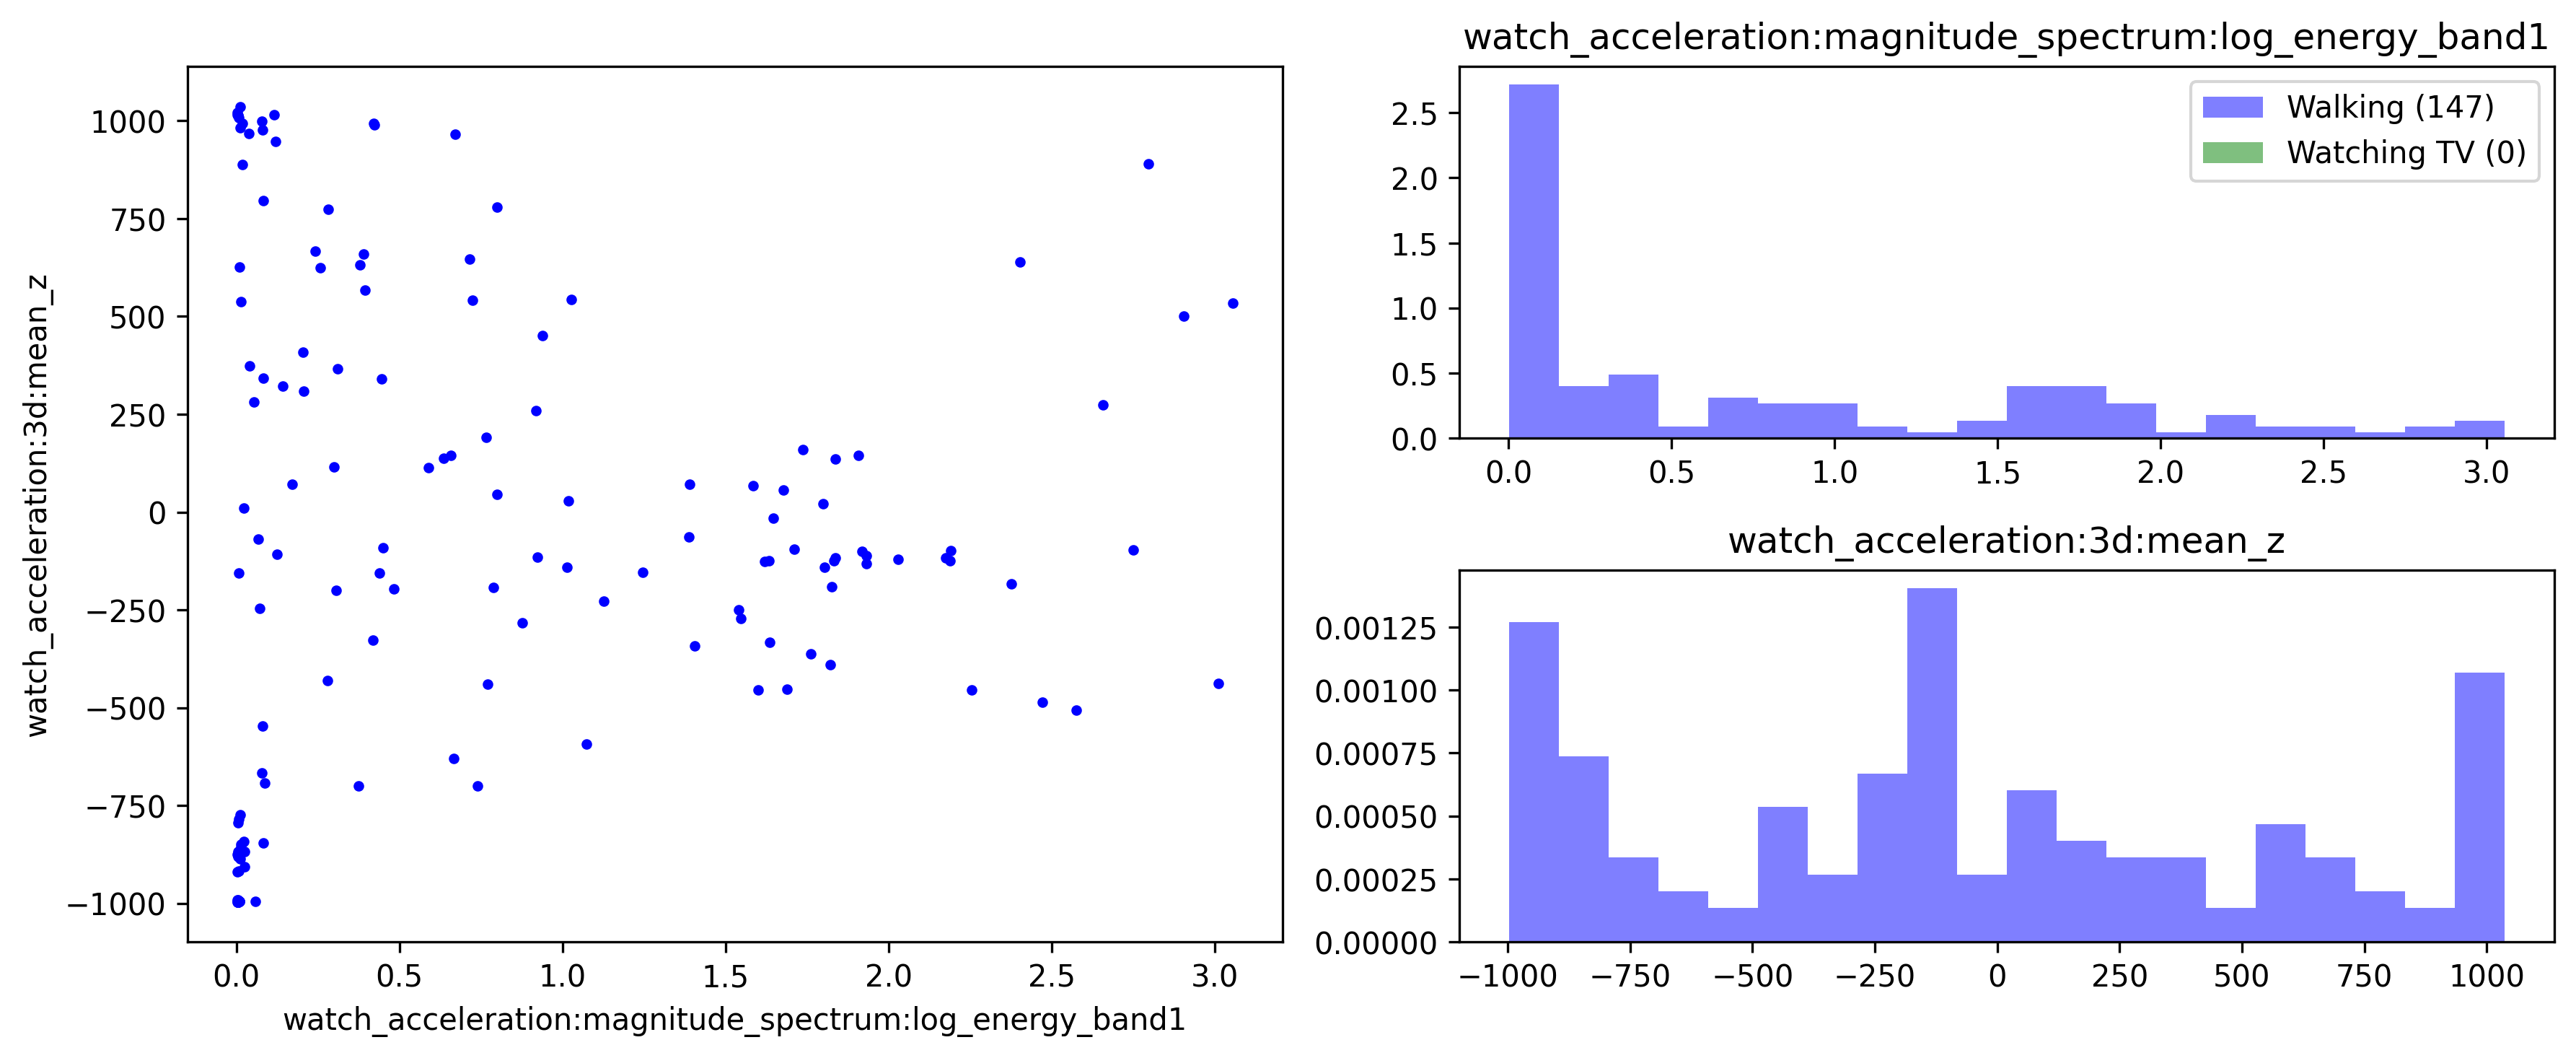 watch_acceleration:3d:mean_z
1000
750
500
250
0
−250
−500
−750
−1000
0.0 0.5 1.0 1.5 2.0 2.5 3.0
watch_acceleration:magnitude_spectrum:log_energy_band1
watch_acceleration:magnitude_spectrum:log_energy_band1
2.5
2.0
1.5
1.0
0.5
0.0
Walking (147)
Watching TV (0)
0.0 0.5 1.0 1.5 2.0 2.5 3.0
watch_acceleration:3d:mean_z
0.00125
0.00100
0.00075
0.00050
0.00025
0.00000
−1000 −750 −500 −250 0 250 500 750 1000